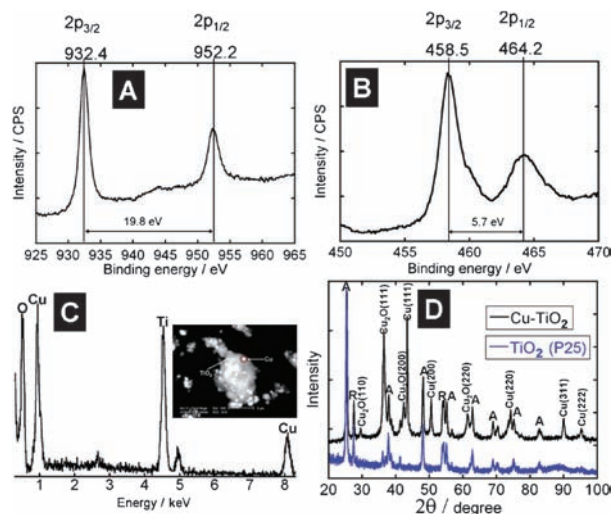 2p3/2 2p1/2
932.4 952.2
A
Intensity / CPS
19.8 eV
925 930 935 940 945 950 955 960 965
Binding energy / eV
2p3/2 2p1/2
458.5 464.2
B
Intensity / CPS
5.7 eV
450 455 460 465 470
Binding energy / eV
C
O Cu Ti Cu
TiO2 Cu
1 2 3 4 5 6 7 8
Energy / keV
D
Cu-TiO2
TiO2 (P25)
A R Cu2O(110) Cu2O(111) A Cu2O(200) Cu(111) A Cu(200) R A Cu2O(220) A A Cu(220) A A Cu(311) Cu(222)
Intensity
20 30 40 50 60 70 80 90 100
2θ / degree